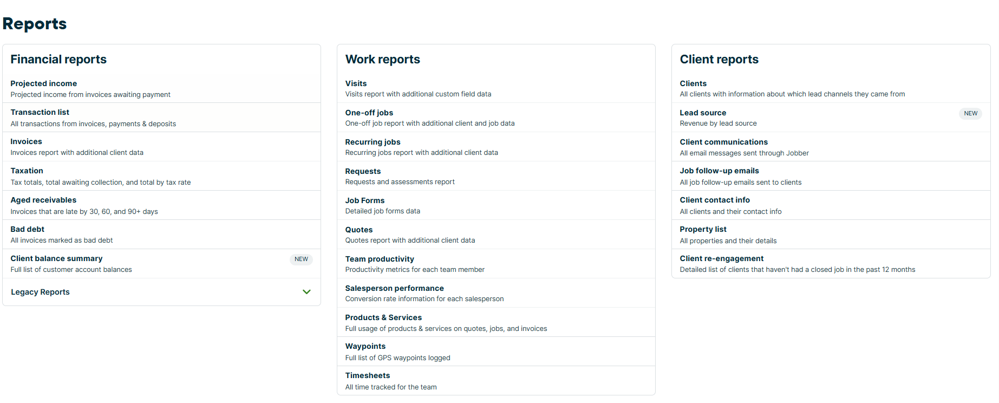 Reports
Financial reports
Projected income
Projected income from invoices awaiting payment
Transaction list
All transactions from invoices, payments & deposits
Invoices
Invoices report with additional client data
Taxation
Tax totals, total awaiting collection, and total by tax rate
Aged receivables
Invoices that are late by 30, 60, and 90+ days
Bad debt
All invoices marked as bad debt
Client balance summary
NEW
Full list of customer account balances
Legacy Reports
Work reports
Visits
Visits report with additional custom field data
One-off jobs
One-off job report with additional client and job data
Recurring jobs
Recurring jobs report with additional client data
Requests
Requests and assessments report
Job Forms
Detailed job forms data
Quotes
Quotes report with additional client data
Team productivity
Productivity metrics for each team member
Salesperson performance
Conversion rate information for each salesperson
Products & Services
Full usage of products & services on quotes, jobs, and invoices
Waypoints
Full list of GPS waypoints logged
Timesheets
All time tracked for the team
Client reports
Clients
All clients with information about which lead channels they came from
Lead source
NEW
Revenue by lead source
Client communications
All email messages sent through Jobber
Job follow-up emails
All job follow-up emails sent to clients
Client contact info
All clients and their contact info
Property list
All properties and their details
Client re-engagement
Detailed list of clients that haven't had a closed job in the past 12 months